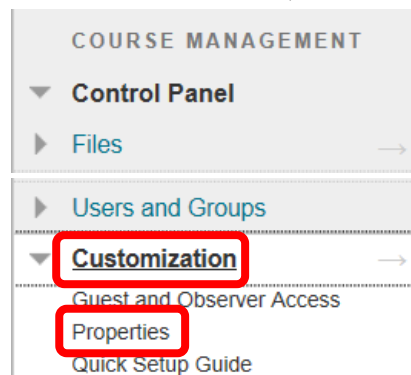 COURSE MANAGEMENT
Control Panel
Files
Users and Groups
Customization
Guest and Observer Access
Properties
Quick Setup Guide